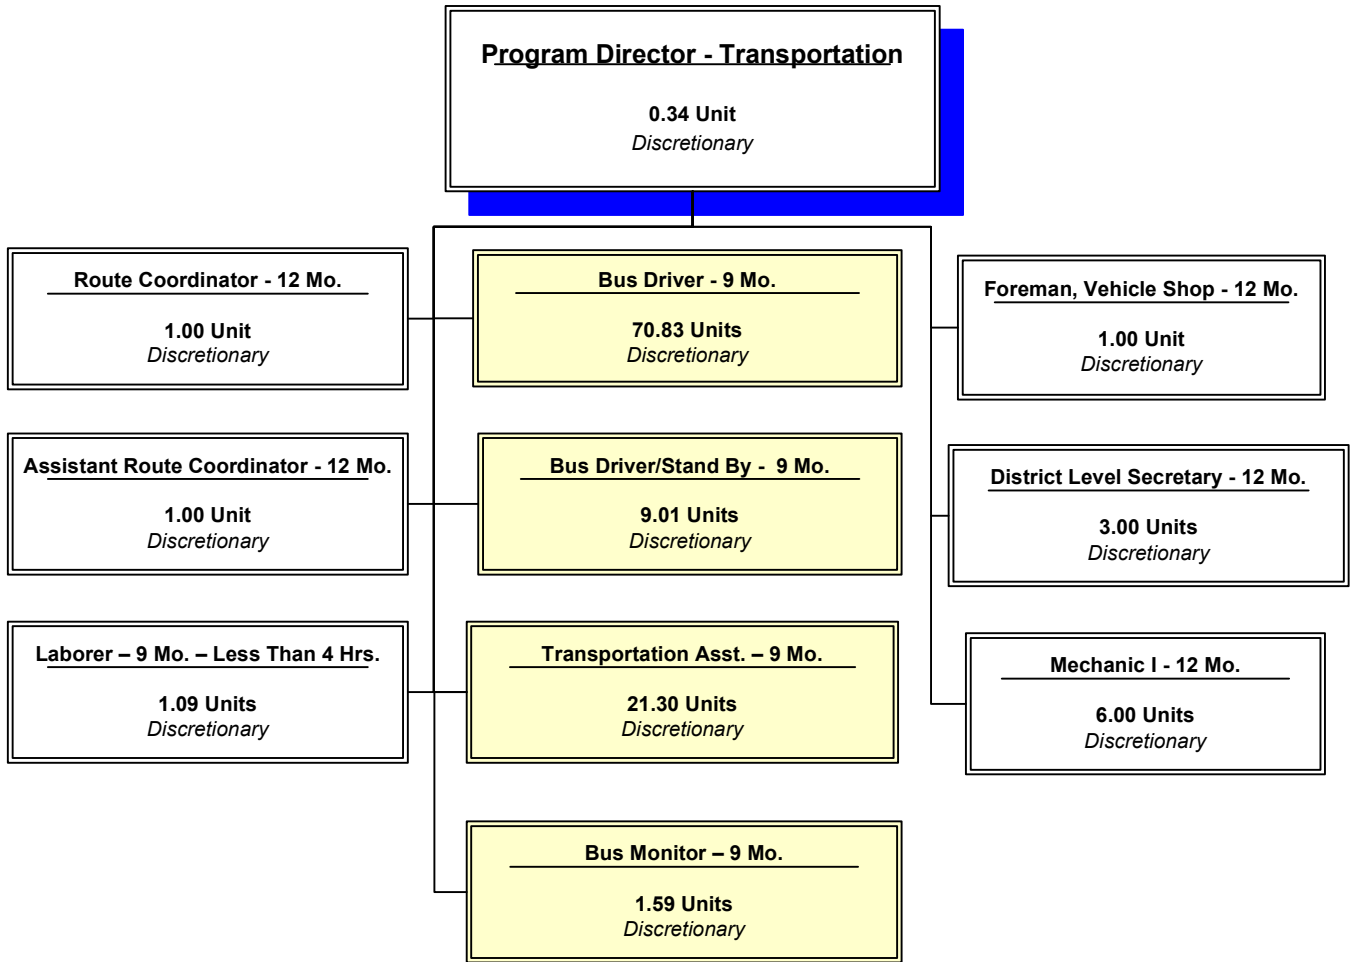 Program Director - Transportation
0.34 Unit
Discretionary
Route Coordinator - 12 Mo.
1.00 Unit
Discretionary
Bus Driver - 9 Mo.
70.83 Units
Discretionary
Foreman, Vehicle Shop - 12 Mo.
1.00 Unit
Discretionary
Assistant Route Coordinator - 12 Mo.
1.00 Unit
Discretionary
Bus Driver/Stand By - 9 Mo.
9.01 Units
Discretionary
District Level Secretary - 12 Mo.
3.00 Units
Discretionary
Laborer – 9 Mo. – Less Than 4 Hrs.
1.09 Units
Discretionary
Transportation Asst. – 9 Mo.
21.30 Units
Discretionary
Mechanic I - 12 Mo.
6.00 Units
Discretionary
Bus Monitor – 9 Mo.
1.59 Units
Discretionary